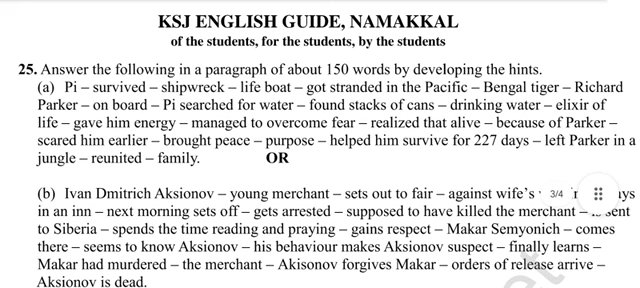 KSJ ENGLISH GUIDE, NAMAKKAL
of the students, for the students, by the students
25. Answer the following in a paragraph of about 150 words by developing the hints.
(a) Pi – survived – shipwreck – life boat – got stranded in the Pacific – Bengal tiger – Richard
Parker – on board – Pi searched for water – found stacks of cans – drinking water – elixir of
life – gave him energy – managed to overcome fear – realized that alive – because of Parker –
scared him earlier – brought peace – purpose – helped him survive for 227 days – left Parker in a
jungle – reunited – family. OR
(b) Ivan Dmitrich Aksionov – young merchant – sets out to fair – against wife's 3/4
in an inn – next morning sets off – gets arrested – supposed to have killed the merchant – sent
to Siberia – spends the time reading and praying – gains respect – Makar Semyonich – comes
there – seems to know Aksionov – his behaviour makes Aksionov suspect – finally learns –
Makar had murdered – the merchant – Akisonov forgives Makar – orders of release arrive –
Aksionov is dead.